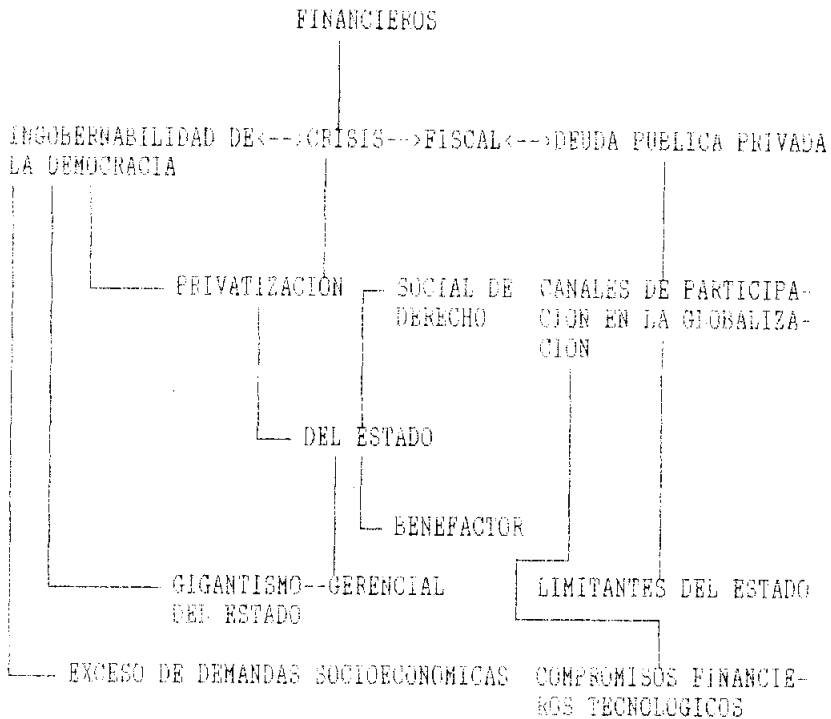 FINANCIEROS
INGOBERNABILIDAD DE<-->CRISIS-->FISCAL<-->DEUDA PUBLICA PRIVADA
LA DEMOCRACIA
PRIVATIZACIÓN
SOCIAL DE
DERECHO
CANALES DE PARTICIPA-
CION EN LA GLOBALIZA-
CION
DEL ESTADO
BENEFACTOR
GIGANTISMO--GERENCIAL
DEL ESTADO
LIMITANTES DEL ESTADO
EXCESO DE DEMANDAS SOCIOECONOMICAS
COMPROMISOS FINANCIE-
ROS TECNOLOGICOS